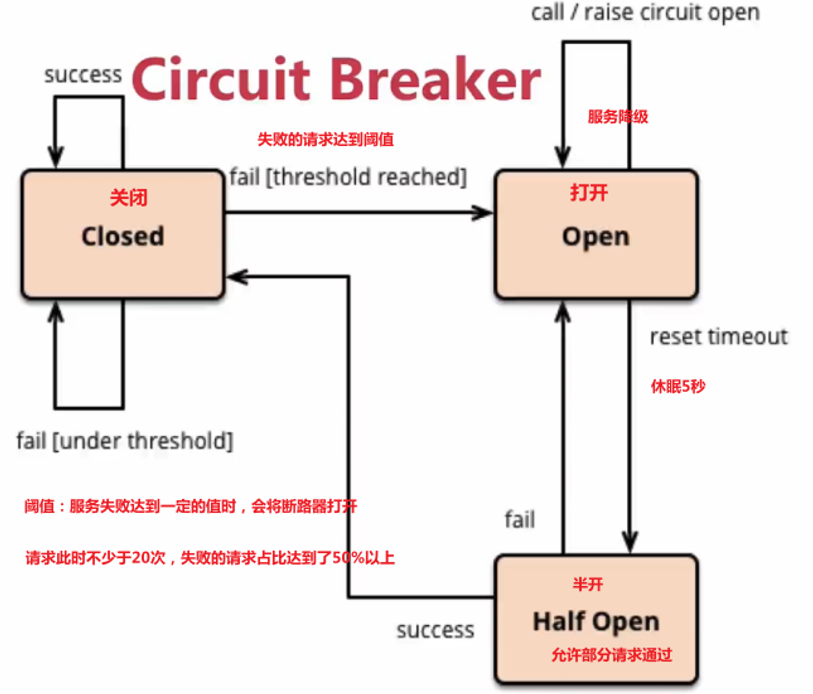 call / raise circuit open
Circuit Breaker
success
服务降级
失败的请求达到阈值
fail [threshold reached]
关闭
Closed
打开
Open
reset timeout
休眠5秒
fail [under threshold]
阈值：服务失败达到一定的值时，会将断路器打开
请求此时不少于20次，失败的请求占比达到了50%以上
fail
半开
Half Open
允许部分请求通过
success